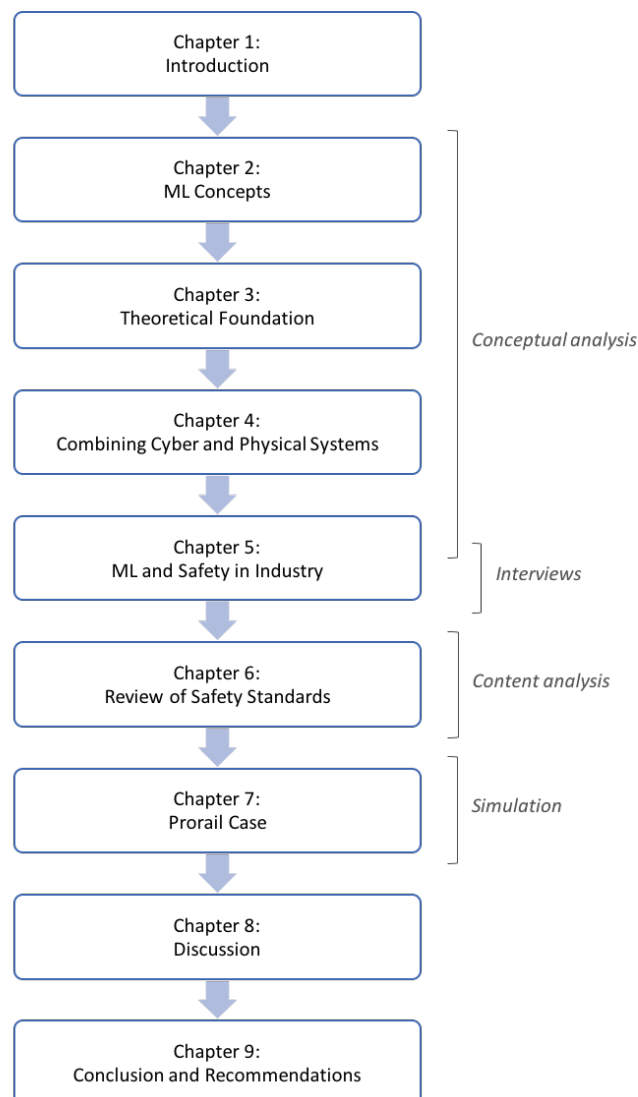 Chapter 1:
Introduction
Chapter 2:
ML Concepts
Chapter 3:
Theoretical Foundation
Conceptual analysis
Chapter 4:
Combining Cyber and Physical Systems
Chapter 5:
ML and Safety in Industry
Interviews
Chapter 6:
Review of Safety Standards
Content analysis
Chapter 7:
Prorail Case
Simulation
Chapter 8:
Discussion
Chapter 9:
Conclusion and Recommendations